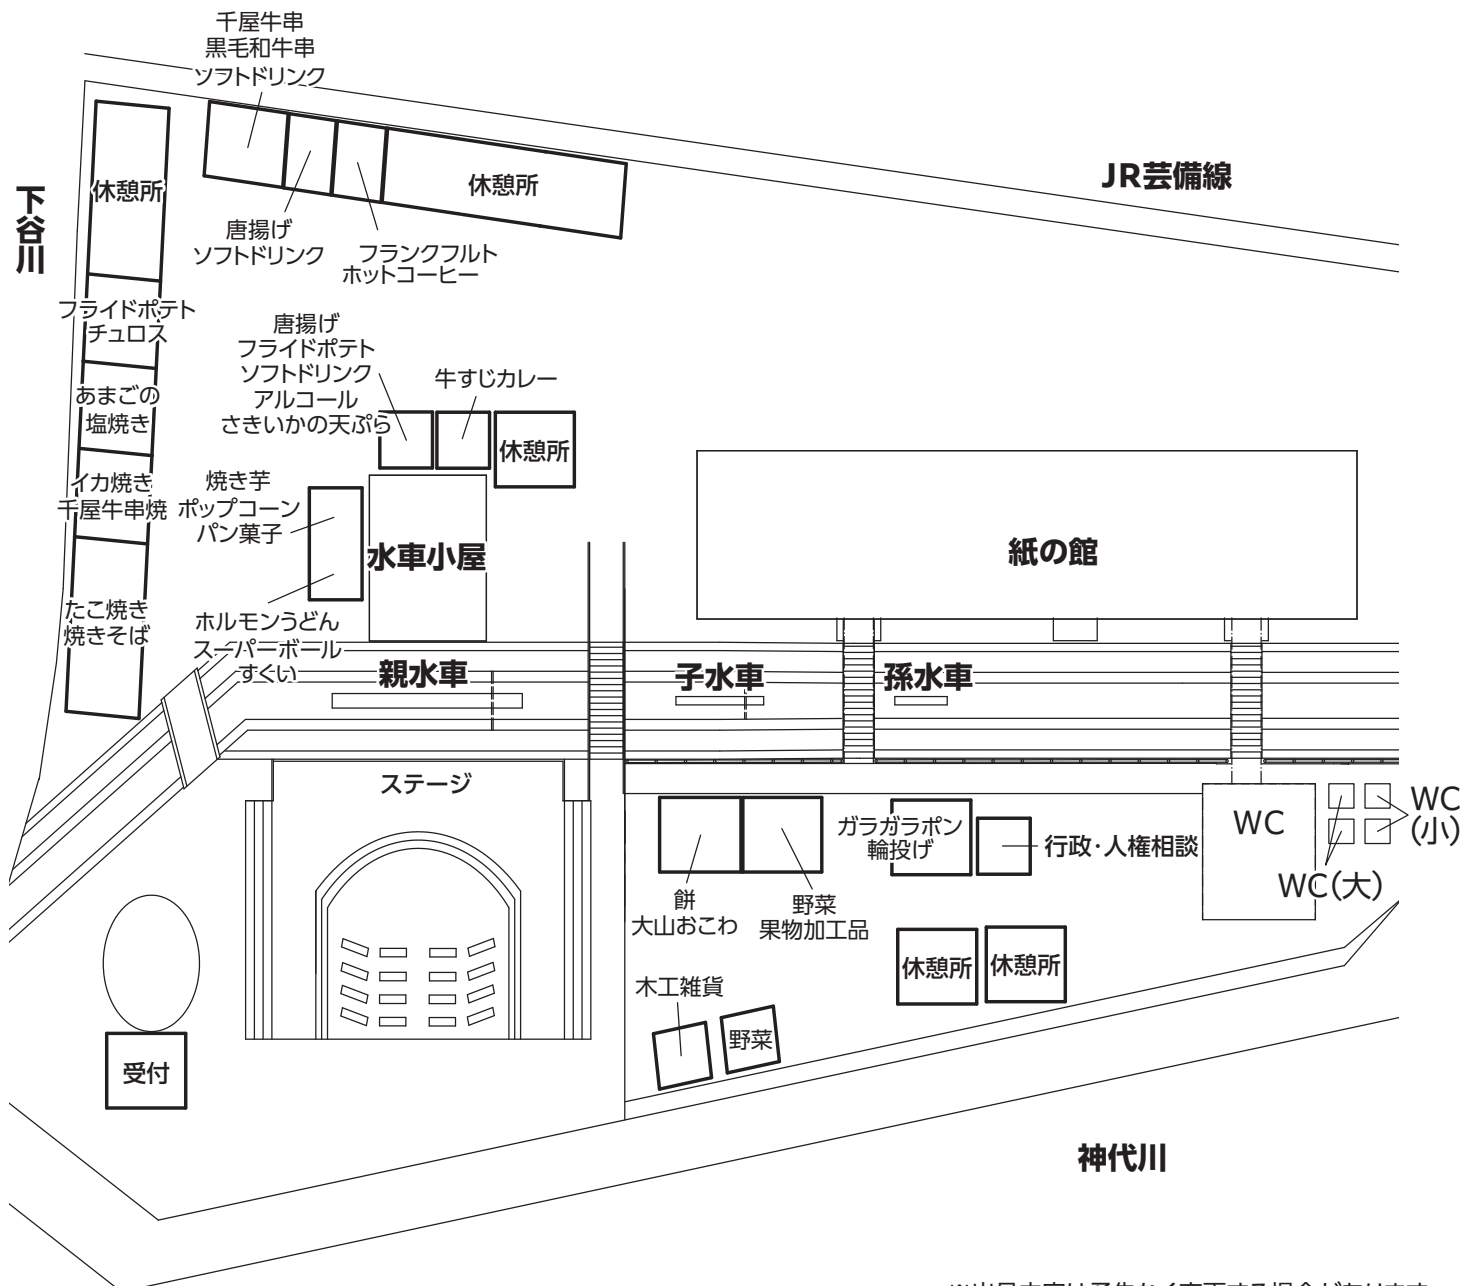 千屋牛串
黒毛和牛串
ソフトドリンク
JR芸備線
下谷川
休憩所
休憩所
唐揚げ
ソフトドリンク
フランクフルト
ホットコーヒー
フライドポテト
チュロス
あまごの
塩焼き
イカ焼き
千屋牛串焼
たこ焼き
焼きそば
唐揚げ
フライドポテト
ソフトドリンク
アルコール
さきいかの天ぷら
牛すじカレー
休憩所
焼き芋
ポップコーン
パン菓子
水車小屋
紙の館
ホルモンうどん
スーパーボール
すくい
親水車
子水車
孫水車
ステージ
ガラガラポン
輪投げ
行政・人権相談
WC
WC
(小)
WC(大)
餅
大山おこわ
野菜
果物加工品
休憩所
休憩所
木工雑貨
野菜
受付
神代川